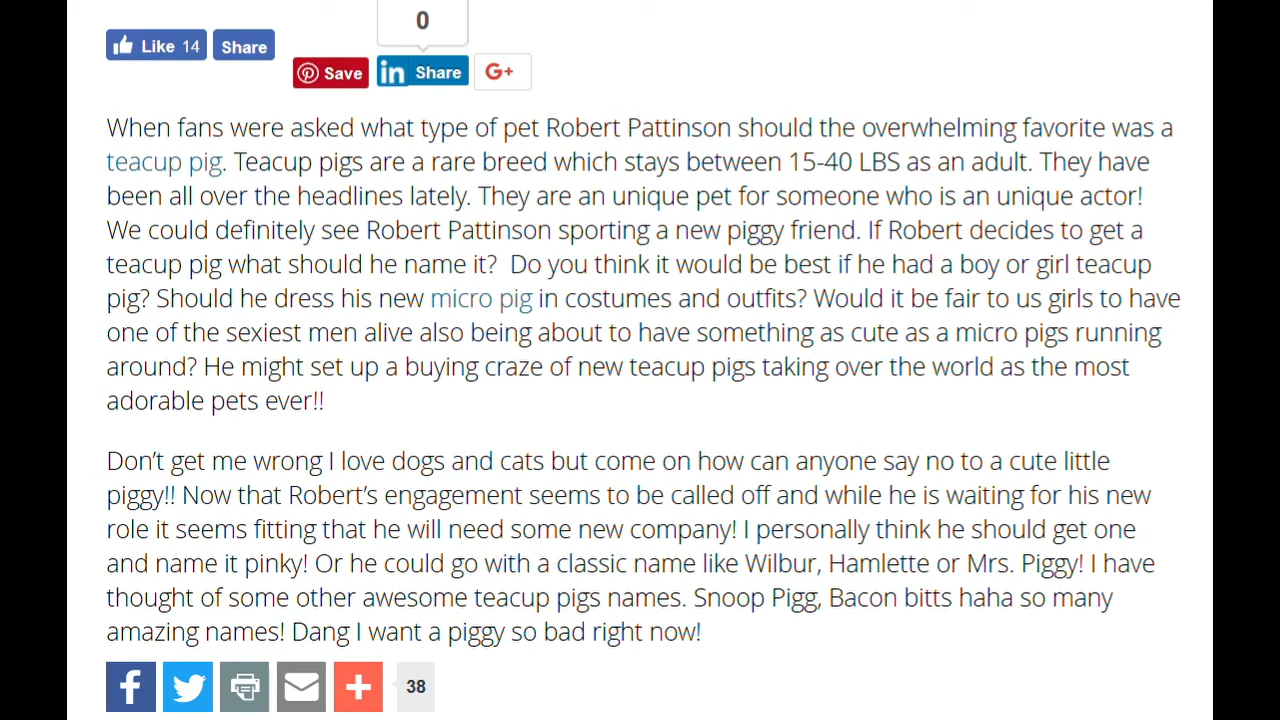 0
Like 14 Share
Save Share G+
When fans were asked what type of pet Robert Pattinson should the overwhelming favorite was a
teacup pig. Teacup pigs are a rare breed which stays between 15-40 LBS as an adult. They have
been all over the headlines lately. They are an unique pet for someone who is an unique actor!
We could definitely see Robert Pattinson sporting a new piggy friend. If Robert decides to get a
teacup pig what should he name it?  Do you think it would be best if he had a boy or girl teacup
pig? Should he dress his new micro pig in costumes and outfits? Would it be fair to us girls to have
one of the sexiest men alive also being about to have something as cute as a micro pigs running
around? He might set up a buying craze of new teacup pigs taking over the world as the most
adorable pets ever!!
Don’t get me wrong I love dogs and cats but come on how can anyone say no to a cute little
piggy!! Now that Robert’s engagement seems to be called off and while he is waiting for his new
role it seems fitting that he will need some new company! I personally think he should get one
and name it pinky! Or he could go with a classic name like Wilbur, Hamlette or Mrs. Piggy! I have
thought of some other awesome teacup pigs names. Snoop Pigg, Bacon bitts haha so many
amazing names! Dang I want a piggy so bad right now!
38